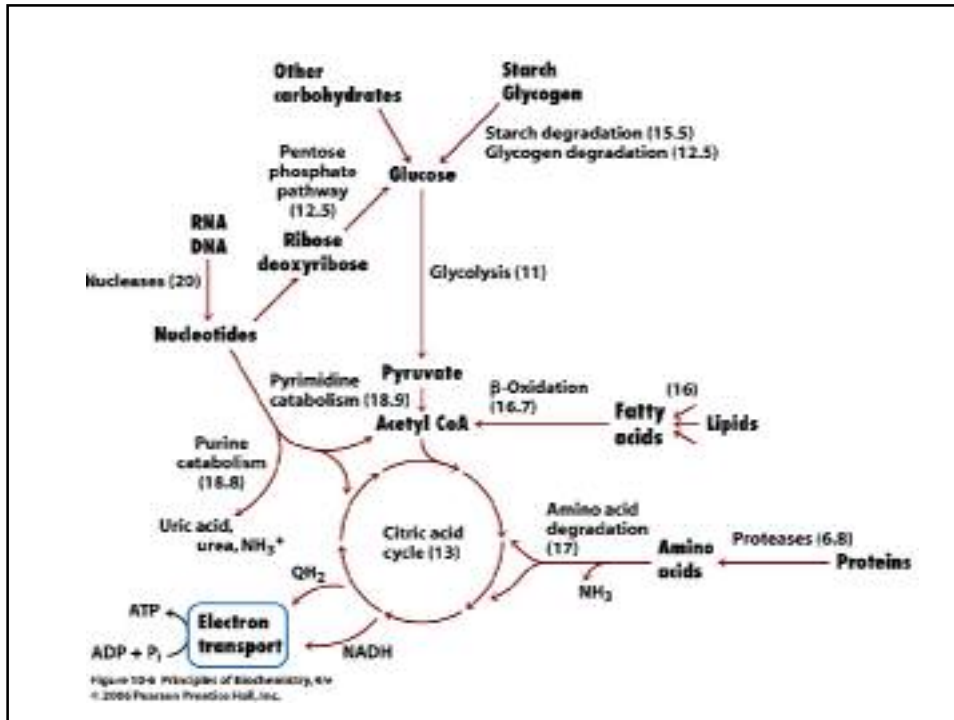 Other
carbohydrates
Starch
Glycogen
Starch degradation (15.5)
Glycogen degradation (12.5)
Pentose
phosphate
pathway
(12.5)
Glucose
RNA
DNA
Ribose
deoxyribose
Nucleases (20)
Glycolysis (11)
Nucleotides
Pyrimidine
catabolism (18.9)
Pyruvate
β-Oxidation
(16.7)
(16)
Fatty
acids
Lipids
Acetyl CoA
Purine
catabolism
(18.8)
Uric acid,
urea, NH₃⁺
Citric acid
cycle (13)
Amino acid
degradation
(17)
Amino
acids
Proteases (6.8)
Proteins
NH₃
QH₂
ATP
Electron
transport
ADP + Pᵢ
NADH
Figure 10-6 Principles of Biochemistry, 4/e
© 2006 Pearson Prentice Hall, Inc.